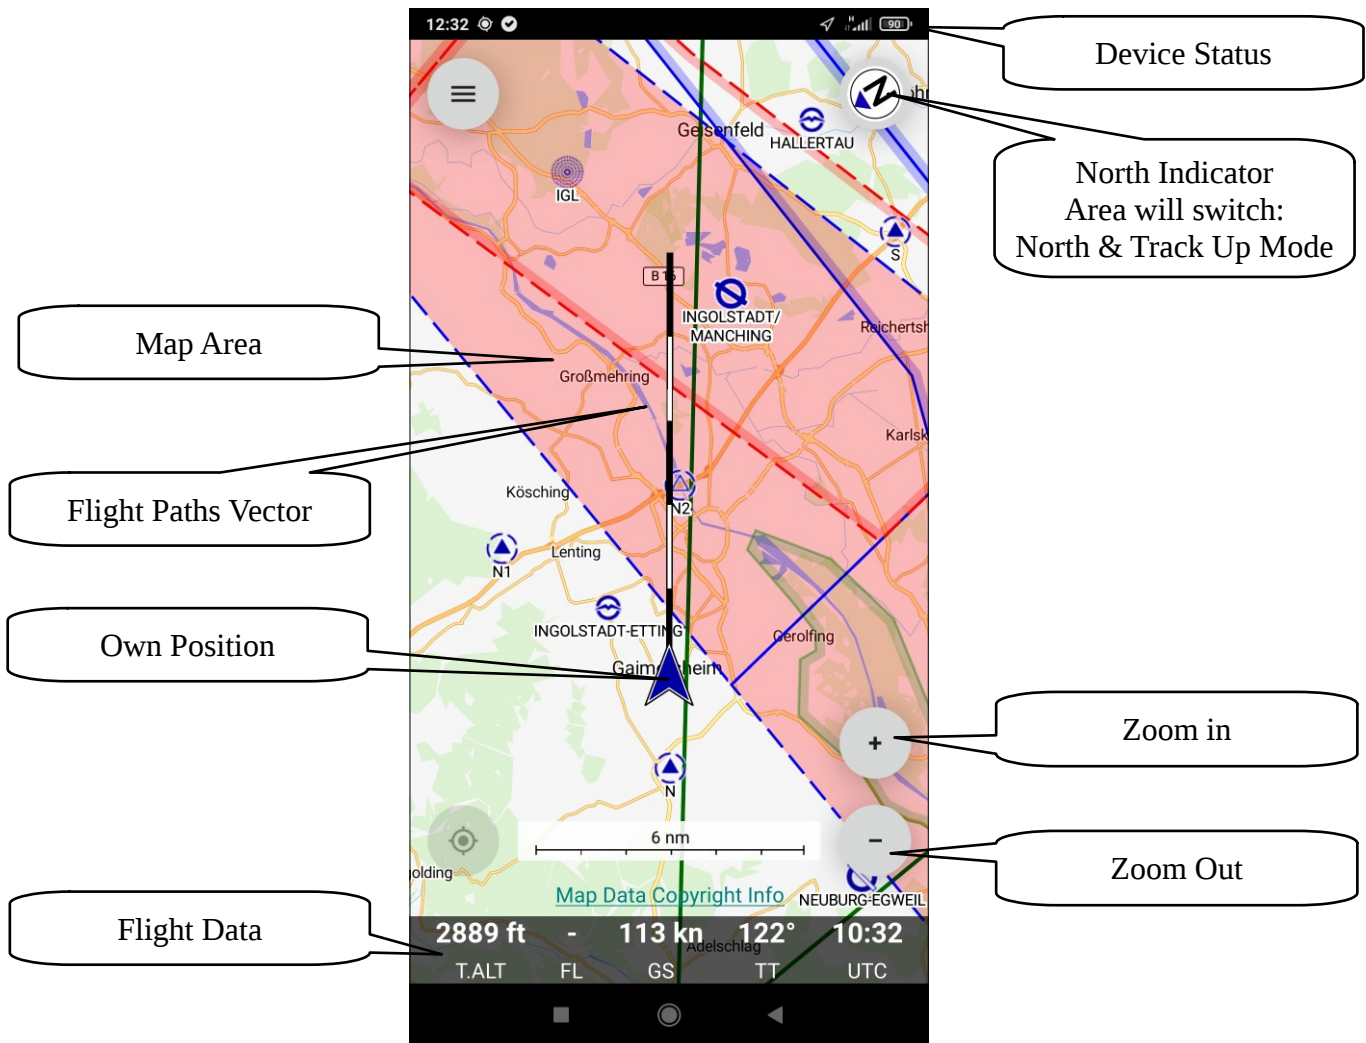 12:32
H
90
Device Status
North Indicator
Area will switch:
North & Track Up Mode
Geisenfeld
HALLERTAU
IGL
S
B 16
INGOLSTADT/
MANCHING
Reichertsh
Map Area
Großmehring
Karlsk
Flight Paths Vector
Kösching
N2
Lenting
N1
INGOLSTADT-ETTING
Gerolfing
Own Position
Gaimersheim
Zoom in
+
N
6 nm
−
Zoom Out
golding
Map Data Copyright Info
NEUBURG-EGWEIL
Flight Data
2889 ft - 113 kn 122° 10:32
Adelschlag
T.ALT FL GS TT UTC